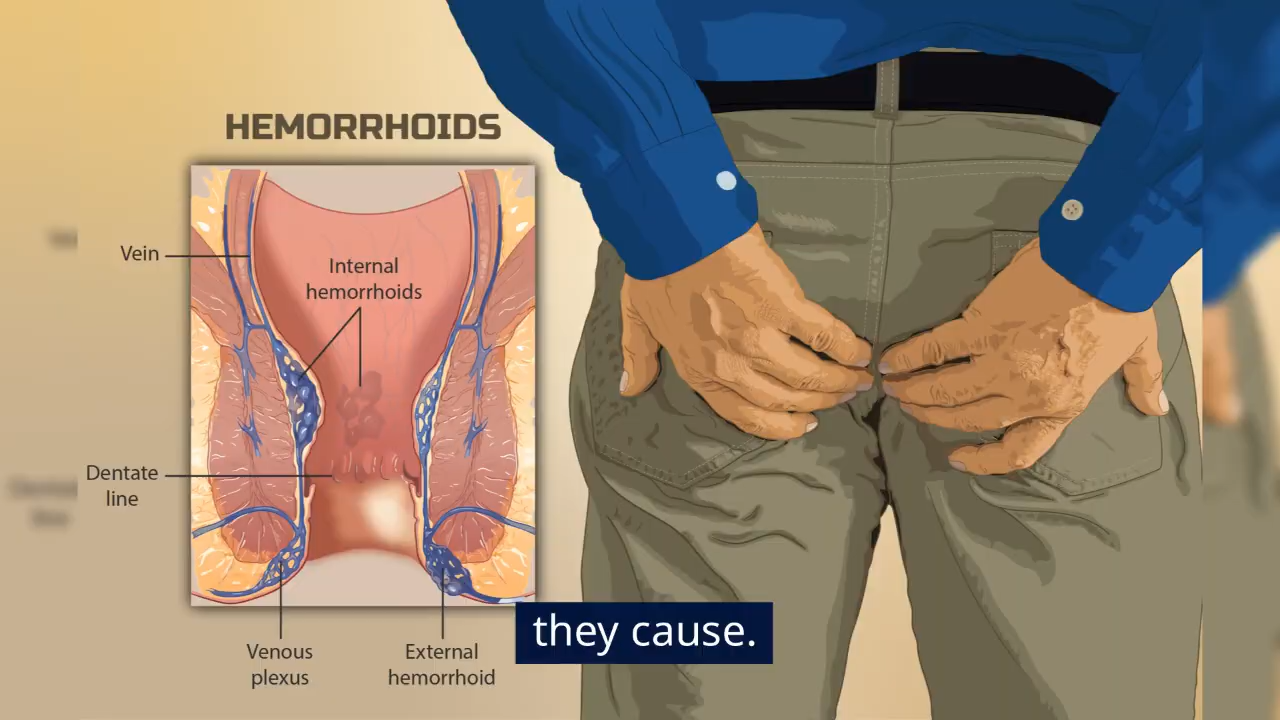 HEMORRHOIDS
Vein
Internal
hemorrhoids
Dentate
line
Venous
plexus
External
hemorrhoid
they cause.